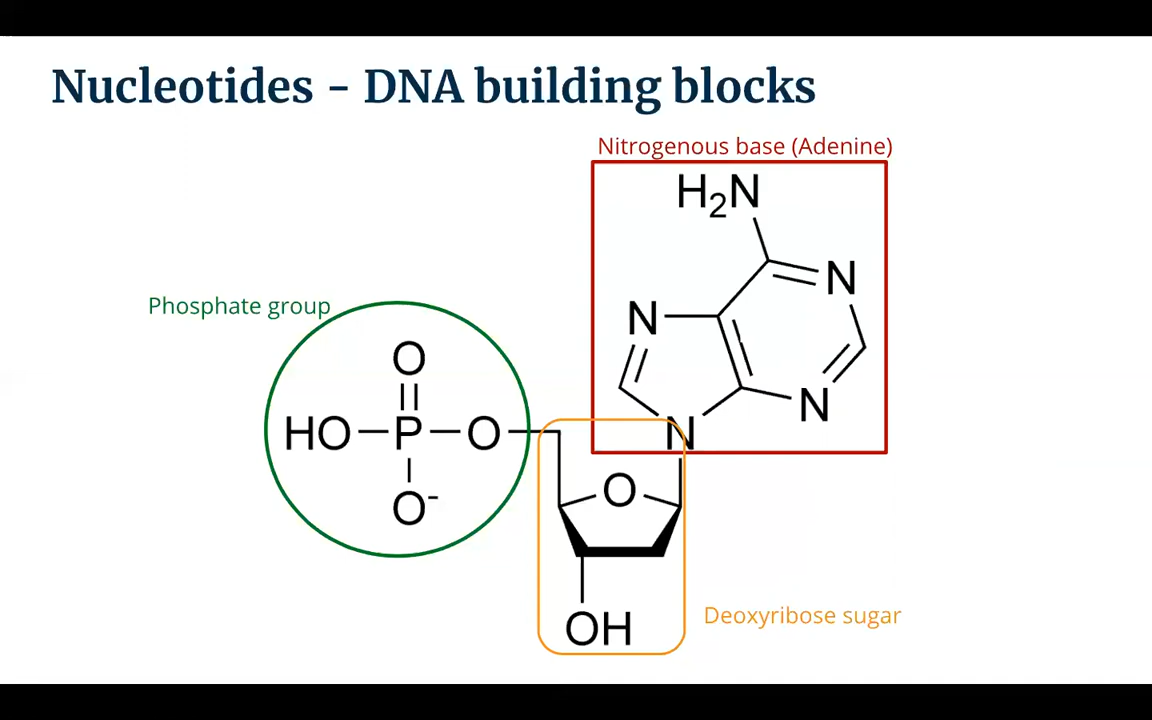 Nucleotides - DNA building blocks
Nitrogenous base (Adenine)
H₂N
N
N
Phosphate group
O
N
HO P O
N
O
O⁻
Deoxyribose sugar
OH